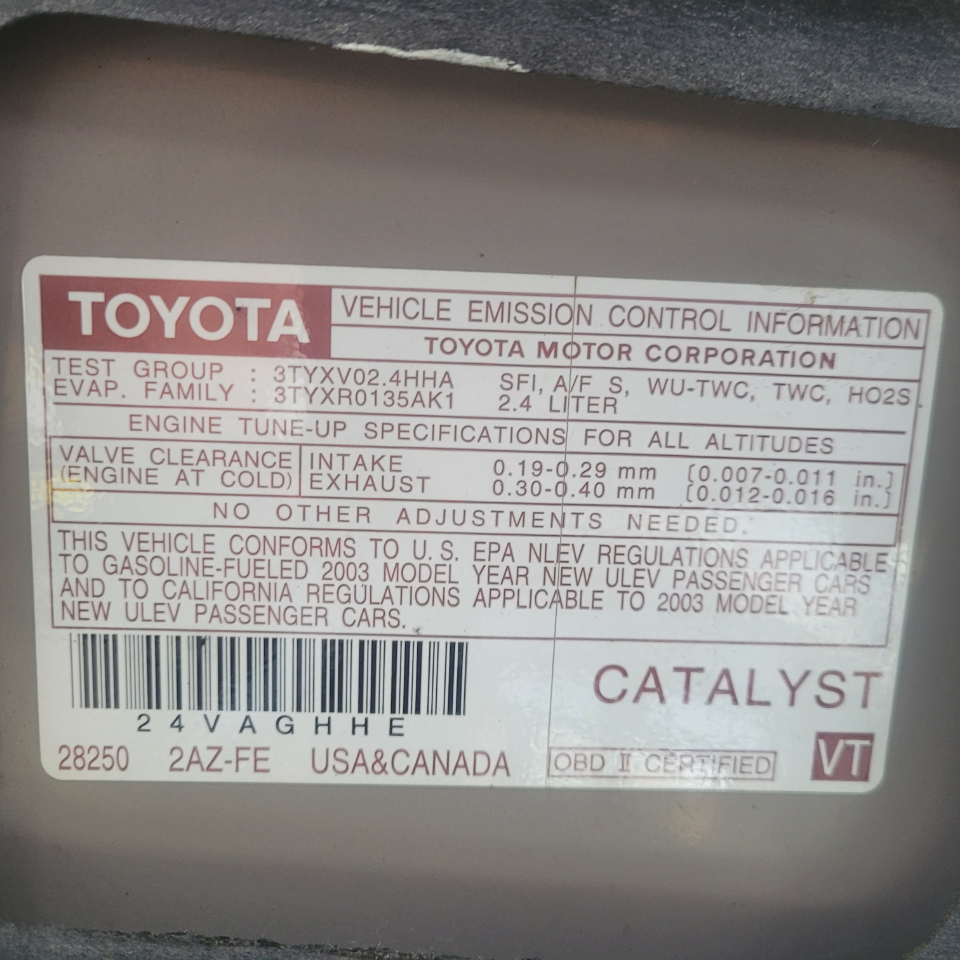 TOYOTA VEHICLE EMISSION CONTROL INFORMATION
TOYOTA MOTOR CORPORATION
TEST GROUP : 3TYXV02.4HHA SFI, A/F S, WU-TWC, TWC, HO2S
EVAP. FAMILY : 3TYXR0135AK1 2.4 LITER
ENGINE TUNE-UP SPECIFICATIONS FOR ALL ALTITUDES
VALVE CLEARANCE INTAKE 0.19-0.29 mm [0.007-0.011 in.]
(ENGINE AT COLD) EXHAUST 0.30-0.40 mm [0.012-0.016 in.]
NO OTHER ADJUSTMENTS NEEDED.
THIS VEHICLE CONFORMS TO U.S. EPA NLEV REGULATIONS APPLICABLE
TO GASOLINE-FUELED 2003 MODEL YEAR NEW ULEV PASSENGER CARS
AND TO CALIFORNIA REGULATIONS APPLICABLE TO 2003 MODEL YEAR
NEW ULEV PASSENGER CARS.
CATALYST
24VAGHHE
28250 2AZ-FE USA&CANADA OBD II CERTIFIED VT